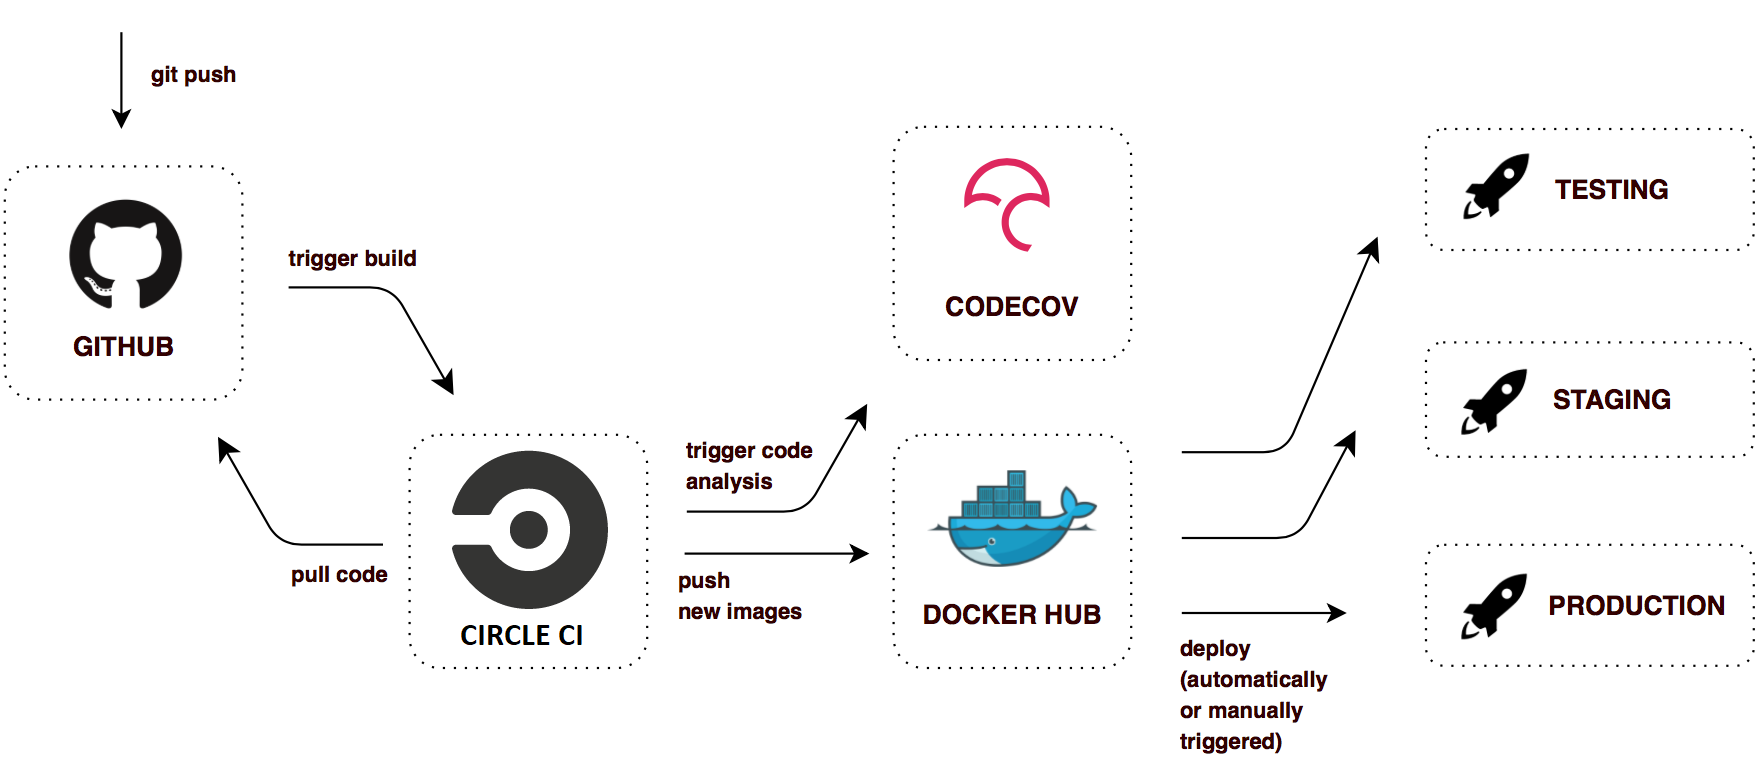 git push
GITHUB
trigger build
pull code
CIRCLE CI
trigger code
analysis
push
new images
CODECOV
DOCKER HUB
deploy
(automatically
or manually
triggered)
TESTING
STAGING
PRODUCTION